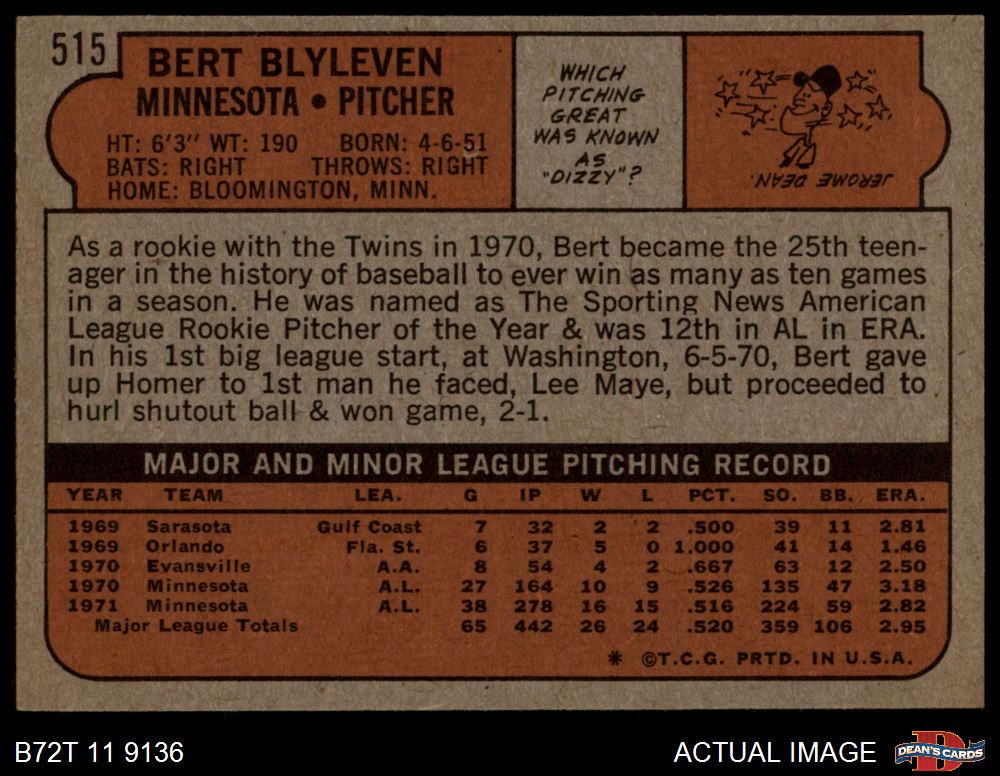 515
BERT BLYLEVEN
MINNESOTA • PITCHER
HT: 6'3" WT: 190 BORN: 4-6-51
BATS: RIGHT THROWS: RIGHT
HOME: BLOOMINGTON, MINN.
WHICH
PITCHING
GREAT
WAS KNOWN
AS
"DIZZY"?
JEROME DEAN.
As a rookie with the Twins in 1970, Bert became the 25th teen-
ager in the history of baseball to ever win as many as ten games
in a season. He was named as The Sporting News American
League Rookie Pitcher of the Year & was 12th in AL in ERA.
In his 1st big league start, at Washington, 6-5-70, Bert gave
up Homer to 1st man he faced, Lee Maye, but proceeded to
hurl shutout ball & won game, 2-1.
MAJOR AND MINOR LEAGUE PITCHING RECORD
YEAR TEAM LEA. G IP W L PCT. SO. BB. ERA.
1969 Sarasota Gulf Coast 7 32 2 2 .500 39 11 2.81
1969 Orlando Fla. St. 6 37 5 0 1.000 41 14 1.46
1970 Evansville A.A. 8 54 4 2 .667 63 12 2.50
1970 Minnesota A.L. 27 164 10 9 .526 135 47 3.18
1971 Minnesota A.L. 38 278 16 15 .516 224 59 2.82
Major League Totals 65 442 26 24 .520 359 106 2.95
* ©T.C.G. PRTD. IN U.S.A.
B72T 11 9136
ACTUAL IMAGE
DEAN'S CARDS